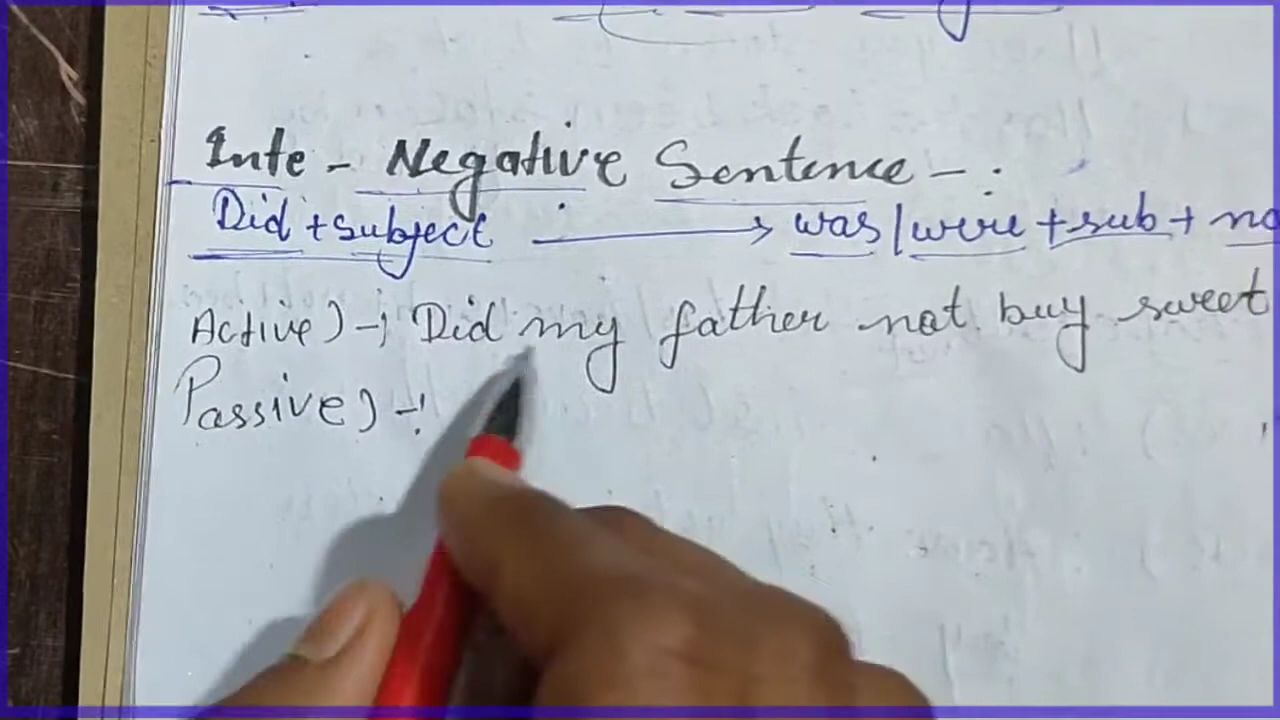 Inte - Negative Sentence - :
Did + subject → was / were + sub + no
Active) -; Did my father not buy sweet
Passive) -: